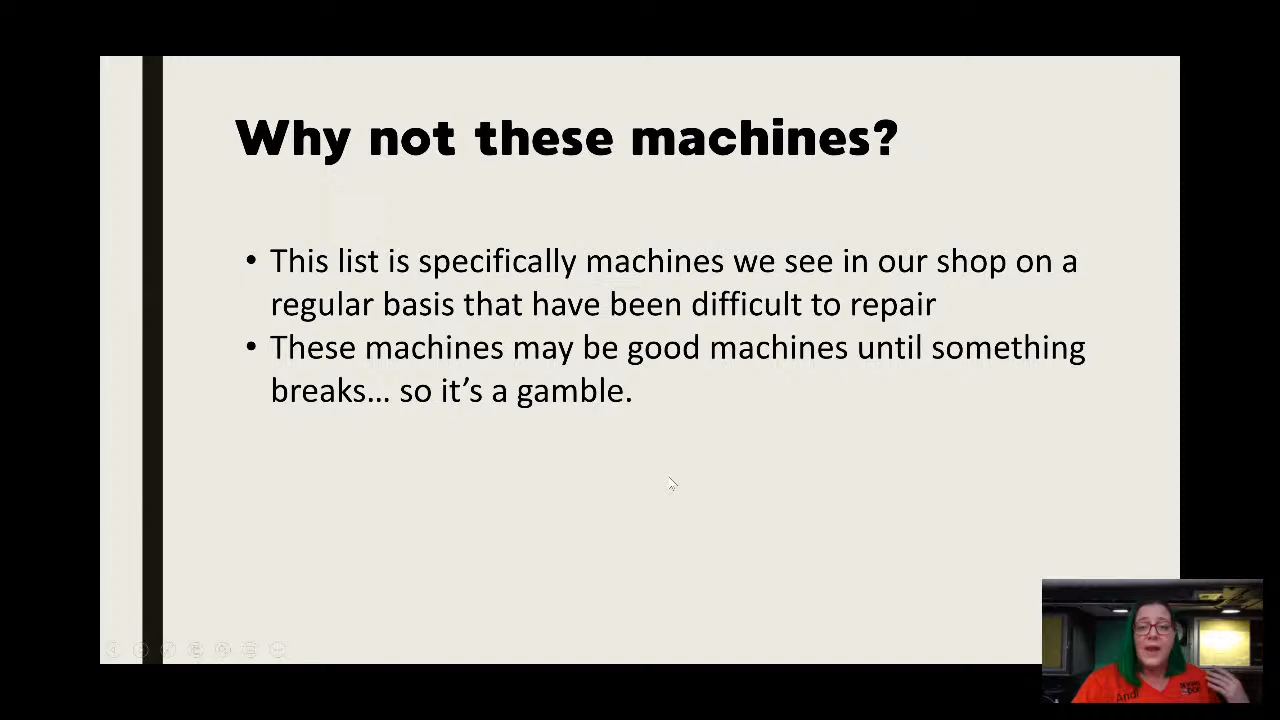 Why not these machines?
• This list is specifically machines we see in our shop on a
regular basis that have been difficult to repair
• These machines may be good machines until something
breaks… so it’s a gamble.
Andi